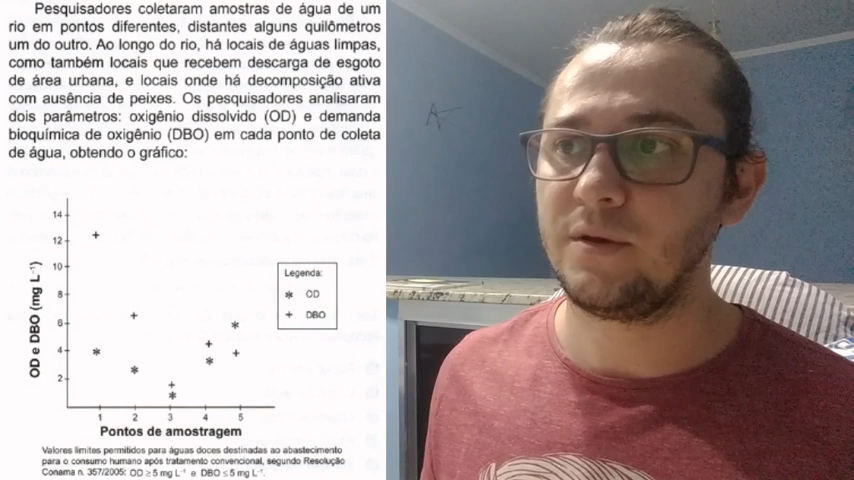 Pesquisadores coletaram amostras de água de um
rio em pontos diferentes, distantes alguns quilômetros
um do outro. Ao longo do rio, há locais de águas limpas,
como também locais que recebem descarga de esgoto
de área urbana, e locais onde há decomposição ativa
com ausência de peixes. Os pesquisadores analisaram
dois parâmetros: oxigênio dissolvido (OD) e demanda
bioquímica de oxigênio (DBO) em cada ponto de coleta
de água, obtendo o gráfico:
OD e DBO (mg L⁻¹)
14
12
10
8
6
4
2
Legenda:
* OD
+ DBO
1 2 3 4 5
Pontos de amostragem
Valores limites permitidos para águas doces destinadas ao abastecimento
para o consumo humano após tratamento convencional, segundo Resolução
Conama n. 357/2005: OD ≥ 5 mg L⁻¹ e DBO ≤ 5 mg L⁻¹.